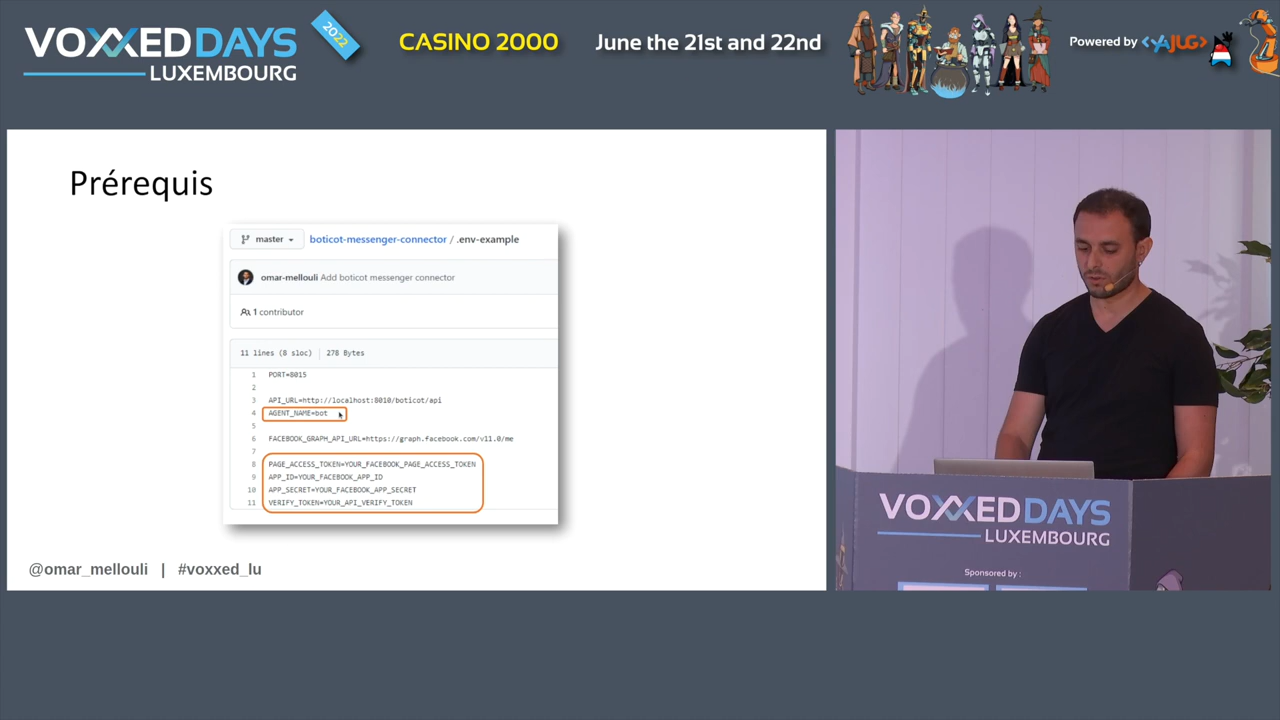 VOXXED DAYS
LUXEMBOURG
2022
CASINO 2000
June the 21st and 22nd
Powered by <YAJUG>
Prérequis
master
boticot-messenger-connector / .env-example
omar-mellouli Add boticot messenger connector
1 contributor
11 lines (8 sloc) 278 Bytes
1 PORT=8015
2
3 API_URL=http://localhost:8010/boticot/api
4 AGENT_NAME=bot
5
6 FACEBOOK_GRAPH_API_URL=https://graph.facebook.com/v11.0/me
7
8 PAGE_ACCESS_TOKEN=YOUR_FACEBOOK_PAGE_ACCESS_TOKEN
9 APP_ID=YOUR_FACEBOOK_APP_ID
10 APP_SECRET=YOUR_FACEBOOK_APP_SECRET
11 VERIFY_TOKEN=YOUR_API_VERIFY_TOKEN
@omar_mellouli | #voxxed_lu
VOXXED DAYS
LUXEMBOURG
Sponsored by :